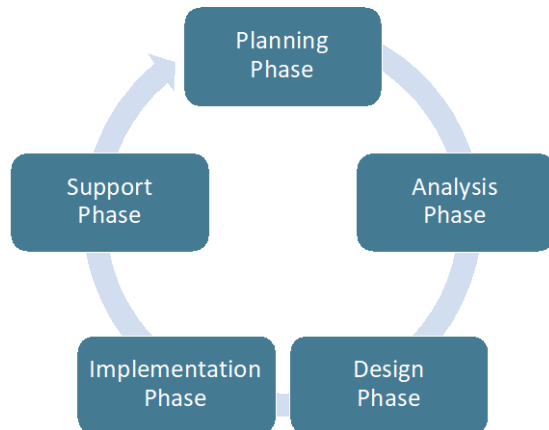 Planning
Phase
Analysis
Phase
Design
Phase
Implementation
Phase
Support
Phase